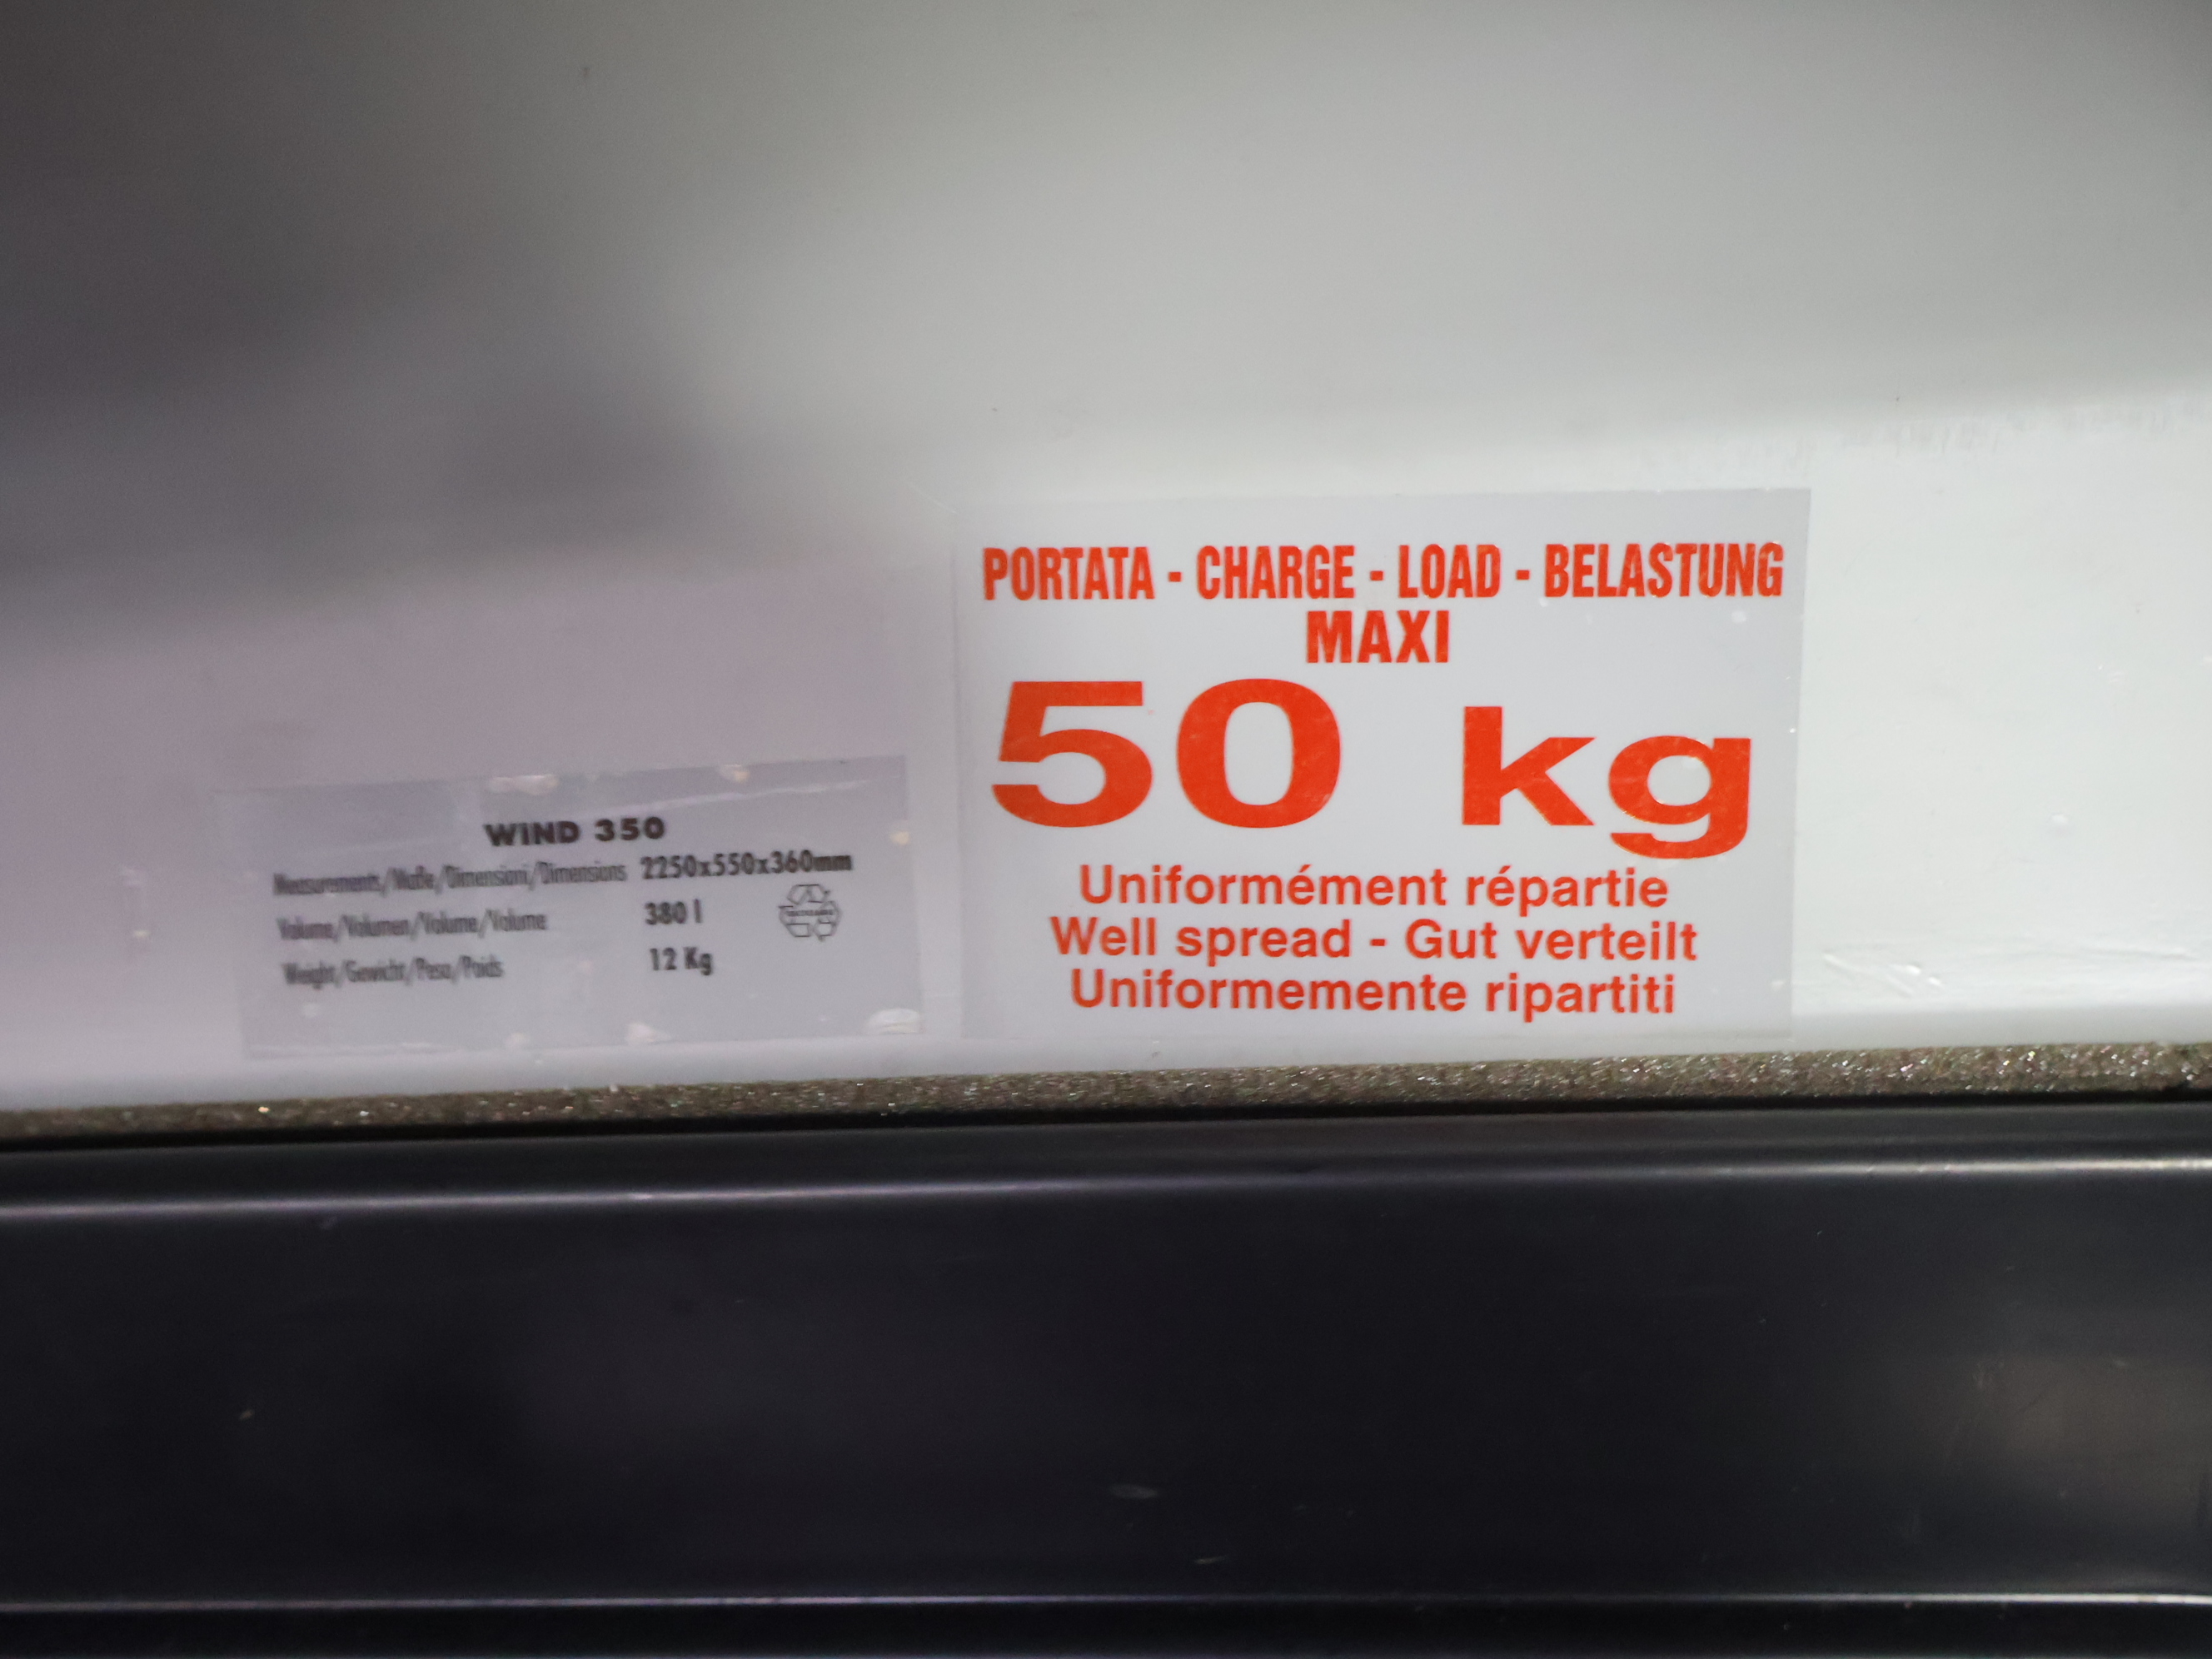 WIND 350
Measurements/Maße/Dimensioni/Dimensions 2250x550x360mm
Volume/Volumen/Volume/Volume 380 l
Weight/Gewicht/Peso/Poids 12 Kg
PORTATA - CHARGE - LOAD - BELASTUNG
MAXI
50 kg
Uniformément répartie
Well spread - Gut verteilt
Uniformemente ripartiti